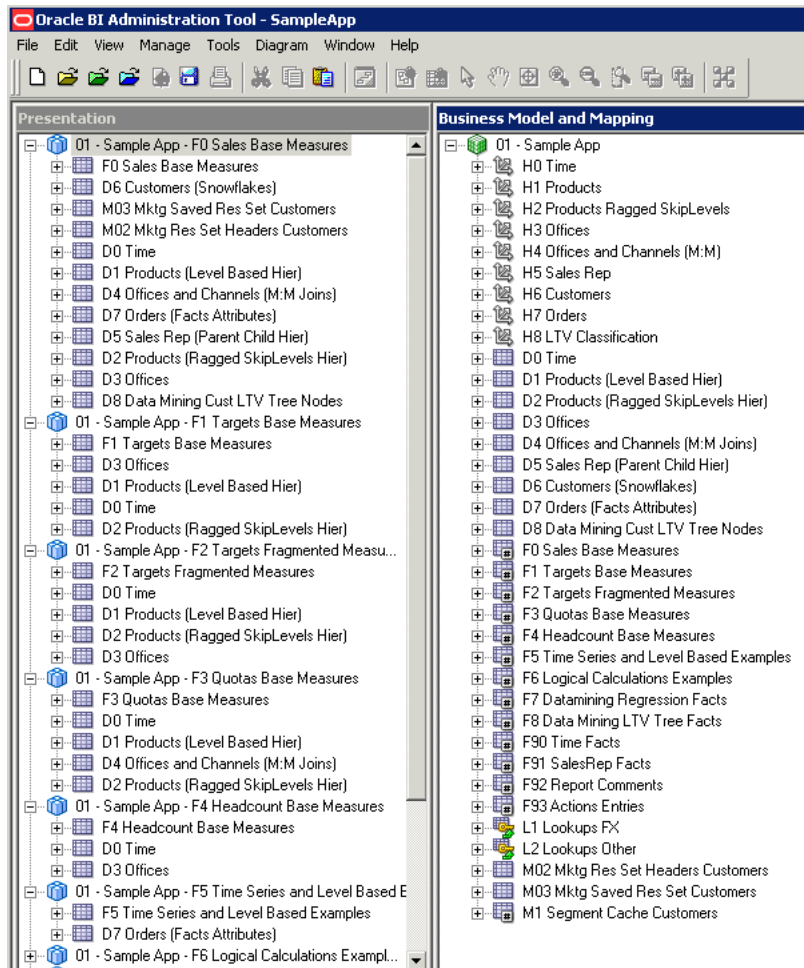 Oracle BI Administration Tool - SampleApp
File Edit View Manage Tools Diagram Window Help
Presentation
01 - Sample App - F0 Sales Base Measures
F0 Sales Base Measures
D6 Customers (Snowflakes)
M03 Mktg Saved Res Set Customers
M02 Mktg Res Set Headers Customers
D0 Time
D1 Products (Level Based Hier)
D4 Offices and Channels (M:M Joins)
D7 Orders (Facts Attributes)
D5 Sales Rep (Parent Child Hier)
D2 Products (Ragged SkipLevels Hier)
D3 Offices
D8 Data Mining Cust LTV Tree Nodes
01 - Sample App - F1 Targets Base Measures
F1 Targets Base Measures
D3 Offices
D1 Products (Level Based Hier)
D0 Time
D2 Products (Ragged SkipLevels Hier)
01 - Sample App - F2 Targets Fragmented Measu...
F2 Targets Fragmented Measures
D0 Time
D1 Products (Level Based Hier)
D2 Products (Ragged SkipLevels Hier)
D3 Offices
01 - Sample App - F3 Quotas Base Measures
F3 Quotas Base Measures
D0 Time
D1 Products (Level Based Hier)
D4 Offices and Channels (M:M Joins)
D2 Products (Ragged SkipLevels Hier)
01 - Sample App - F4 Headcount Base Measures
F4 Headcount Base Measures
D0 Time
D3 Offices
01 - Sample App - F5 Time Series and Level Based E
F5 Time Series and Level Based Examples
D7 Orders (Facts Attributes)
01 - Sample App - F6 Logical Calculations Exampl...
Business Model and Mapping
01 - Sample App
H0 Time
H1 Products
H2 Products Ragged SkipLevels
H3 Offices
H4 Offices and Channels (M:M)
H5 Sales Rep
H6 Customers
H7 Orders
H8 LTV Classification
D0 Time
D1 Products (Level Based Hier)
D2 Products (Ragged SkipLevels Hier)
D3 Offices
D4 Offices and Channels (M:M Joins)
D5 Sales Rep (Parent Child Hier)
D6 Customers (Snowflakes)
D7 Orders (Facts Attributes)
D8 Data Mining Cust LTV Tree Nodes
F0 Sales Base Measures
F1 Targets Base Measures
F2 Targets Fragmented Measures
F3 Quotas Base Measures
F4 Headcount Base Measures
F5 Time Series and Level Based Examples
F6 Logical Calculations Examples
F7 Datamining Regression Facts
F8 Data Mining LTV Tree Facts
F90 Time Facts
F91 SalesRep Facts
F92 Report Comments
F93 Actions Entries
L1 Lookups FX
L2 Lookups Other
M02 Mktg Res Set Headers Customers
M03 Mktg Saved Res Set Customers
M1 Segment Cache Customers